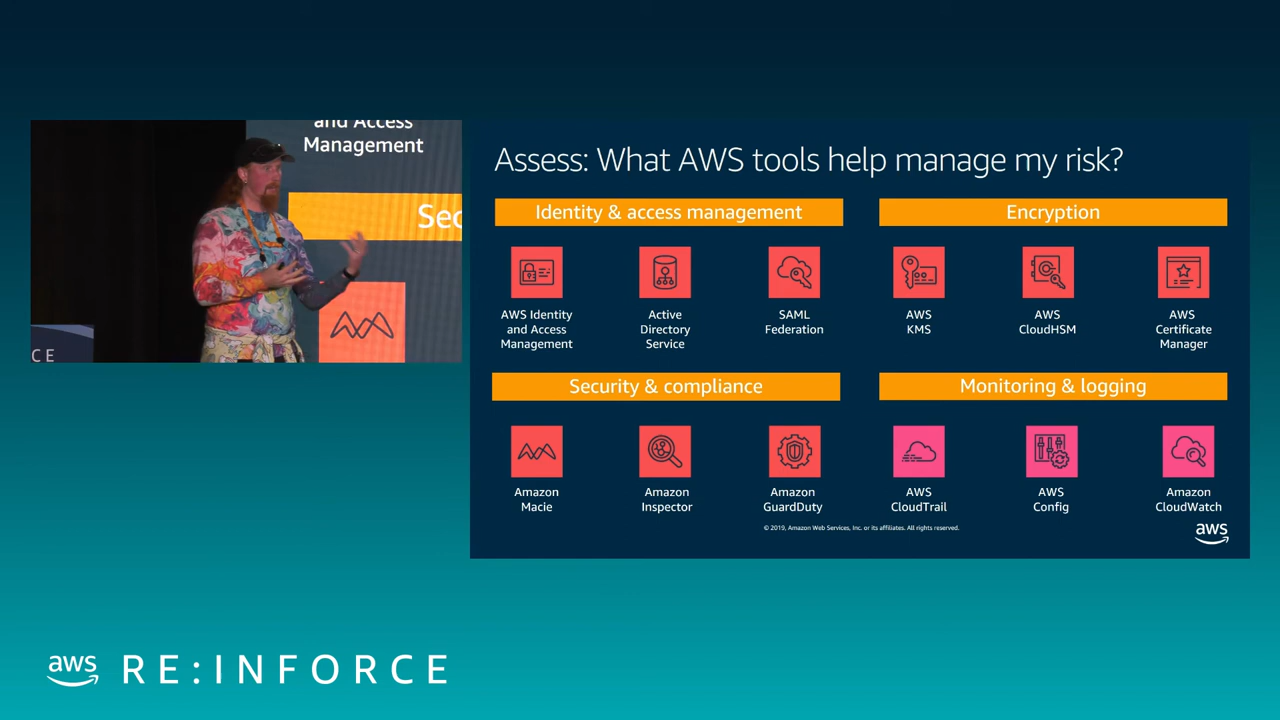 and Access
Management
Sec
C E
Assess: What AWS tools help manage my risk?
Identity & access management
AWS Identity
and Access
Management
Active
Directory
Service
SAML
Federation
Encryption
AWS
KMS
AWS
CloudHSM
AWS
Certificate
Manager
Security & compliance
Amazon
Macie
Amazon
Inspector
Amazon
GuardDuty
Monitoring & logging
AWS
CloudTrail
AWS
Config
Amazon
CloudWatch
© 2019, Amazon Web Services, Inc. or its affiliates. All rights reserved.
aws
aws RE:INFORCE